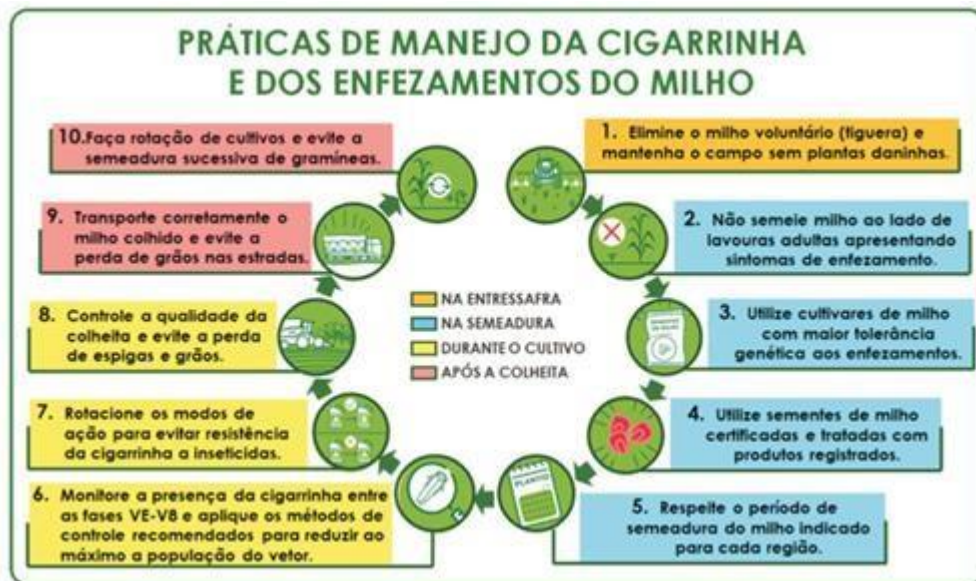 PRÁTICAS DE MANEJO DA CIGARRINHA
E DOS ENFEZAMENTOS DO MILHO
1. Elimine o milho voluntário (tiguera) e
mantenha o campo sem plantas daninhas.
2. Não semeie milho ao lado de
lavouras adultas apresentando
sintomas de enfezamento.
3. Utilize cultivares de milho
com maior tolerância
genética aos enfezamentos.
4. Utilize sementes de milho
certificadas e tratadas com
produtos registrados.
5. Respeite o período de
semeadura do milho indicado
para cada região.
PLANTIO
6. Monitore a presença da cigarrinha entre
as fases VE-V8 e aplique os métodos de
controle recomendados para reduzir ao
máximo a população do vetor.
7. Rotacione os modos de
ação para evitar resistência
da cigarrinha a inseticidas.
8. Controle a qualidade da
colheita e evite a perda
de espigas e grãos.
9. Transporte corretamente o
milho colhido e evite a
perda de grãos nas estradas.
10.Faça rotação de cultivos e evite a
semeadura sucessiva de gramíneas.
NA ENTRESSAFRA
NA SEMEADURA
DURANTE O CULTIVO
APÓS A COLHEITA